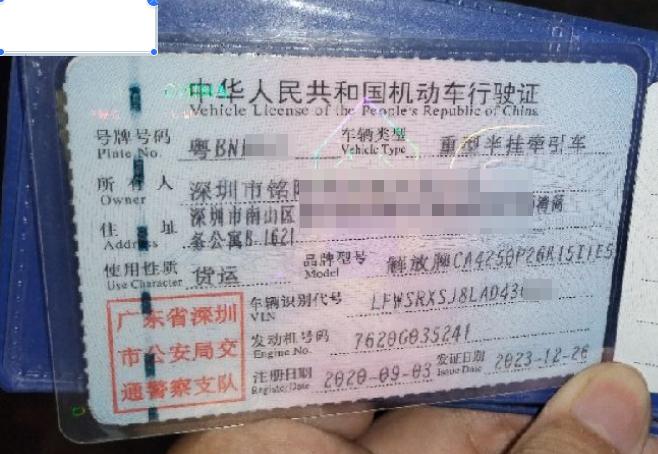 中华人民共和国机动车行驶证
Vehicle License of the People's Republic of China
号牌号码 粤BN 车辆类型 重型半挂牵引车
Plate No. Vehicle Type
所有人 深圳市铭
Owner
住址 深圳市南山区
Address 公寓B 1621
使用性质 货运 品牌型号 解放牌CA4250P26K15T1E5
Use Character Model
车辆识别代号 LFWSRXSJ8LAD43
VIN
发动机号码 76200035241
Engine No.
注册日期 2020-09-03 发证日期 2023-12-26
Register Date Issue Date
广东省深圳
市公安局交
通警察支队